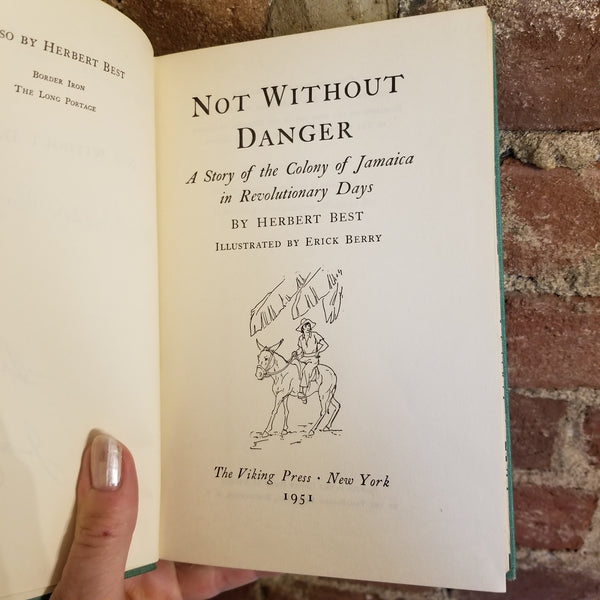 SO BY HERBERT BEST
BORDER IRON
THE LONG PORTAGE
NOT WITHOUT
DANGER
A Story of the Colony of Jamaica
in Revolutionary Days
BY HERBERT BEST
ILLUSTRATED BY ERICK BERRY
The Viking Press · New York
1951